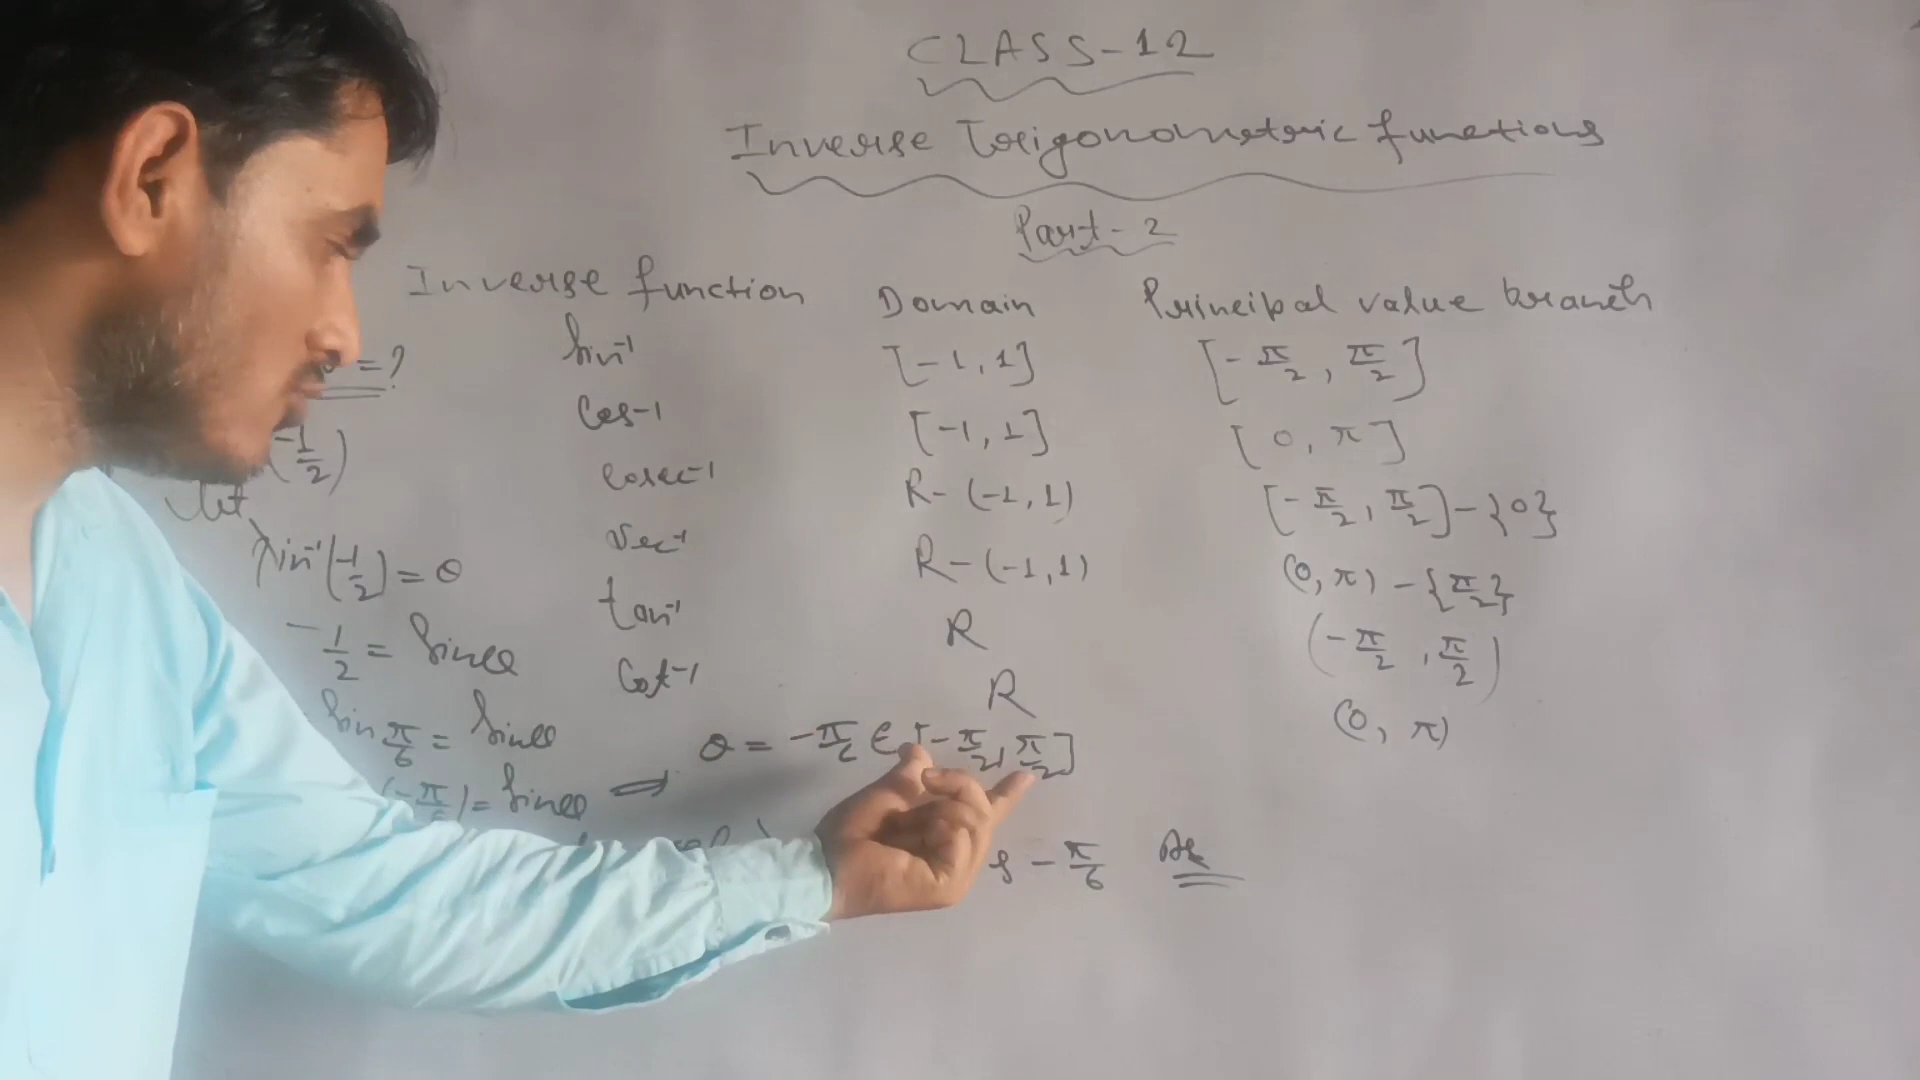 CLASS-12
Inverse Trigonometric functions
Part-2
Inverse function Domain Principal value branch
= ?
sin⁻¹ [-1, 1] [-π/2, π/2]
cos⁻¹ [-1, 1] [0, π]
cosec⁻¹ R-(-1, 1) [-π/2, π/2]-{0}
sec⁻¹ R-(-1, 1) (0, π)-{π/2}
tan⁻¹ R (-π/2, π/2)
cot⁻¹ R (0, π)
(-1/2)
let,
sin⁻¹(-1/2) = θ
-1/2 = sinθ
sin π/6 = sinθ
(-π/6) = sinθ ⇒ θ = -π/6 ∈ [-π/2, π/2]
-π/6 As